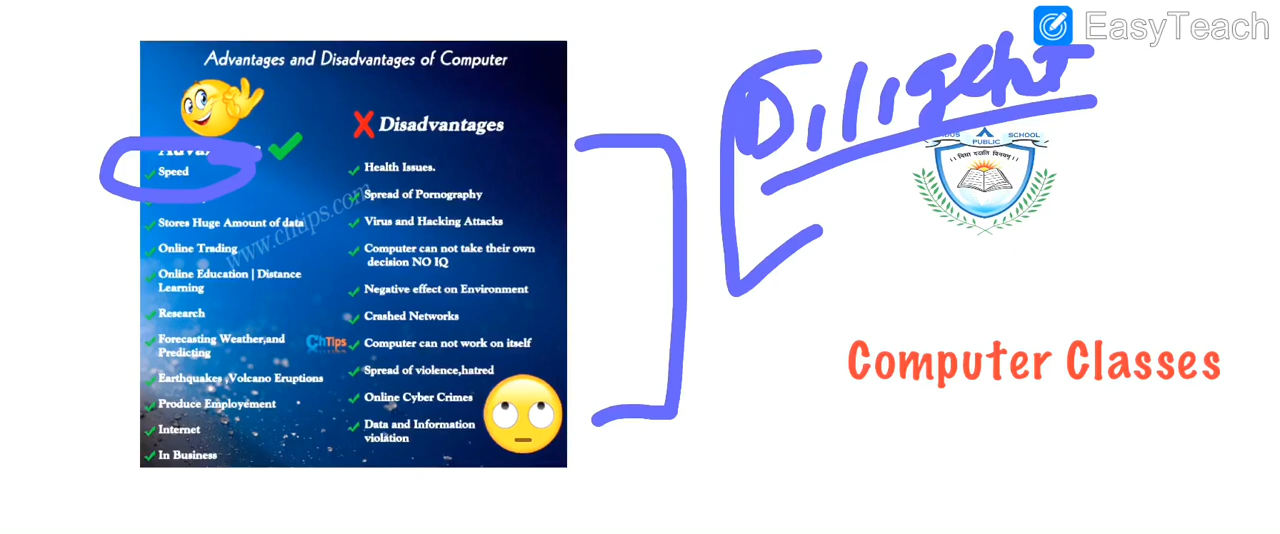 EasyTeach
Advantages and Disadvantages of Computer
Diligent
Disadvantages
Speed
Stores Huge Amount of data
Online Trading
Online Education | Distance
Learning
Research
Forecasting Weather,and
Predicting
Earthquakes ,Volcano Eruptions
Produce Employement
Internet
In Business
Health Issues.
Spread of Pornography
Virus and Hacking Attacks
Computer can not take their own
decision NO IQ
Negative effect on Environment
Crashed Networks
Computer can not work on itself
Spread of violence,hatred
Online Cyber Crimes
Data and Information
violation
www.chtips.com
ChTips
PUBLIC
SCHOOL
Computer Classes